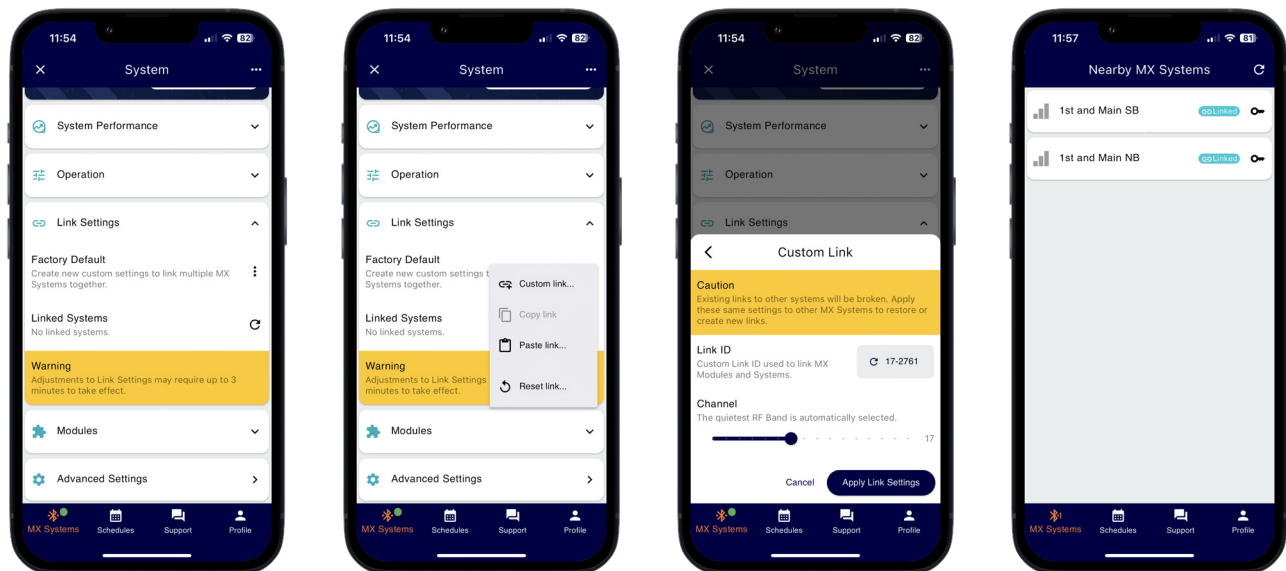 11:54
82
System
System Performance
Operation
Link Settings
Factory Default
Create new custom settings to link multiple MX
Systems together.
Linked Systems
No linked systems.
Warning
Adjustments to Link Settings may require up to 3
minutes to take effect.
Modules
Advanced Settings
MX Systems
Schedules
Support
Profile
11:54
82
System
System Performance
Operation
Link Settings
Factory Default
Create new custom settings t
Systems together.
Linked Systems
No linked systems.
Warning
Adjustments to Link Settings
minutes to take effect.
Custom link...
Copy link
Paste link...
Reset link...
Modules
Advanced Settings
MX Systems
Schedules
Support
Profile
11:54
82
System
System Performance
Operation
Link Settings
Custom Link
Caution
Existing links to other systems will be broken. Apply
these same settings to other MX Systems to restore or
create new links.
Link ID
Custom Link ID used to link MX
Modules and Systems.
17-2761
Channel
The quietest RF Band is automatically selected.
17
Cancel
Apply Link Settings
MX Systems
Schedules
Support
Profile
11:57
81
Nearby MX Systems
1st and Main SB
Linked
1st and Main NB
Linked
MX Systems
Schedules
Support
Profile